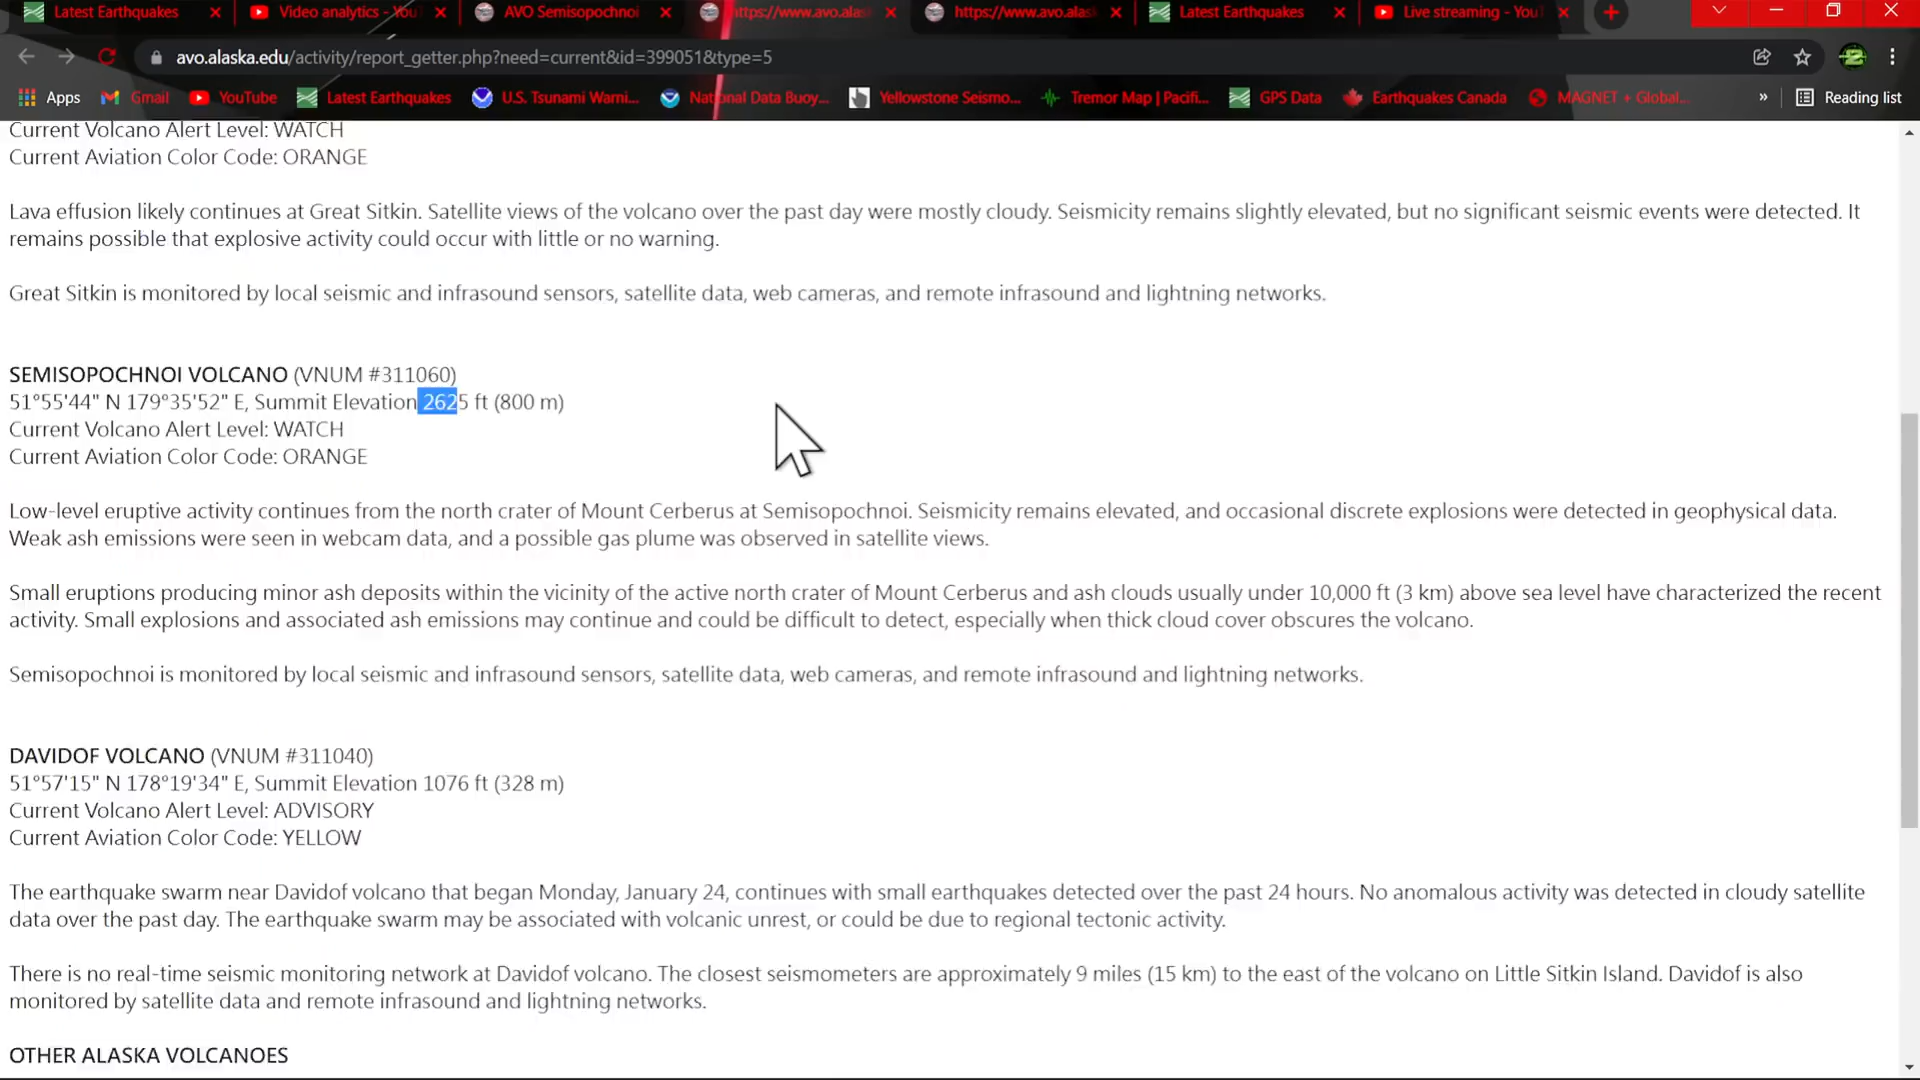 Latest Earthquakes
Video analytics - You
AVO Semisopochnoi
https://www.avo.alas
https://www.avo.alas
Latest Earthquakes
Live streaming - You
avo.alaska.edu/activity/report_getter.php?need=current&id=399051&type=5
Apps
Gmail
YouTube
Latest Earthquakes
U.S. Tsunami Warni...
National Data Buoy...
Yellowstone Seismo...
Tremor Map | Pacifi...
GPS Data
Earthquakes Canada
MAGNET + Global...
»
Reading list
Current Volcano Alert Level: WATCH
Current Aviation Color Code: ORANGE
Lava effusion likely continues at Great Sitkin. Satellite views of the volcano over the past day were mostly cloudy. Seismicity remains slightly elevated, but no significant seismic events were detected. It
remains possible that explosive activity could occur with little or no warning.
Great Sitkin is monitored by local seismic and infrasound sensors, satellite data, web cameras, and remote infrasound and lightning networks.
SEMISOPOCHNOI VOLCANO (VNUM #311060)
51°55'44" N 179°35'52" E, Summit Elevation 2625 ft (800 m)
Current Volcano Alert Level: WATCH
Current Aviation Color Code: ORANGE
Low-level eruptive activity continues from the north crater of Mount Cerberus at Semisopochnoi. Seismicity remains elevated, and occasional discrete explosions were detected in geophysical data.
Weak ash emissions were seen in webcam data, and a possible gas plume was observed in satellite views.
Small eruptions producing minor ash deposits within the vicinity of the active north crater of Mount Cerberus and ash clouds usually under 10,000 ft (3 km) above sea level have characterized the recent
activity. Small explosions and associated ash emissions may continue and could be difficult to detect, especially when thick cloud cover obscures the volcano.
Semisopochnoi is monitored by local seismic and infrasound sensors, satellite data, web cameras, and remote infrasound and lightning networks.
DAVIDOF VOLCANO (VNUM #311040)
51°57'15" N 178°19'34" E, Summit Elevation 1076 ft (328 m)
Current Volcano Alert Level: ADVISORY
Current Aviation Color Code: YELLOW
The earthquake swarm near Davidof volcano that began Monday, January 24, continues with small earthquakes detected over the past 24 hours. No anomalous activity was detected in cloudy satellite
data over the past day. The earthquake swarm may be associated with volcanic unrest, or could be due to regional tectonic activity.
There is no real-time seismic monitoring network at Davidof volcano. The closest seismometers are approximately 9 miles (15 km) to the east of the volcano on Little Sitkin Island. Davidof is also
monitored by satellite data and remote infrasound and lightning networks.
OTHER ALASKA VOLCANOES